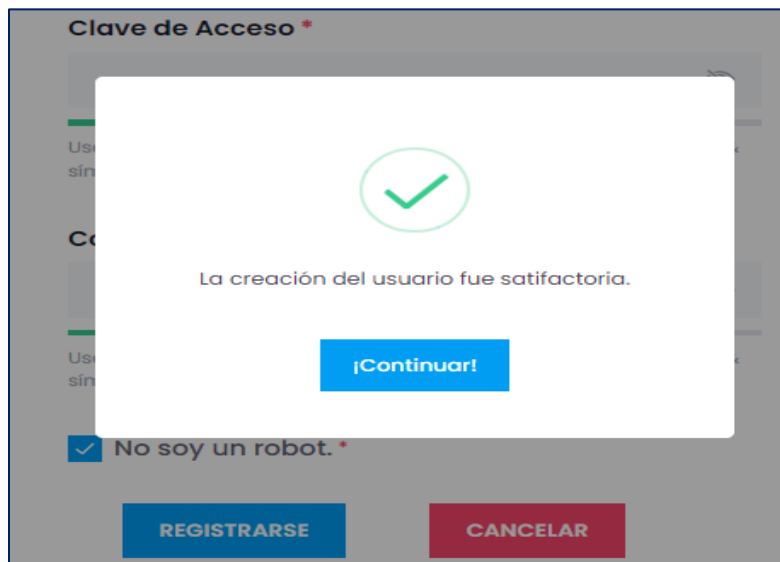 Clave de Acceso *
La creación del usuario fue satifactoria.
¡Continuar!
No soy un robot. *
REGISTRARSE
CANCELAR